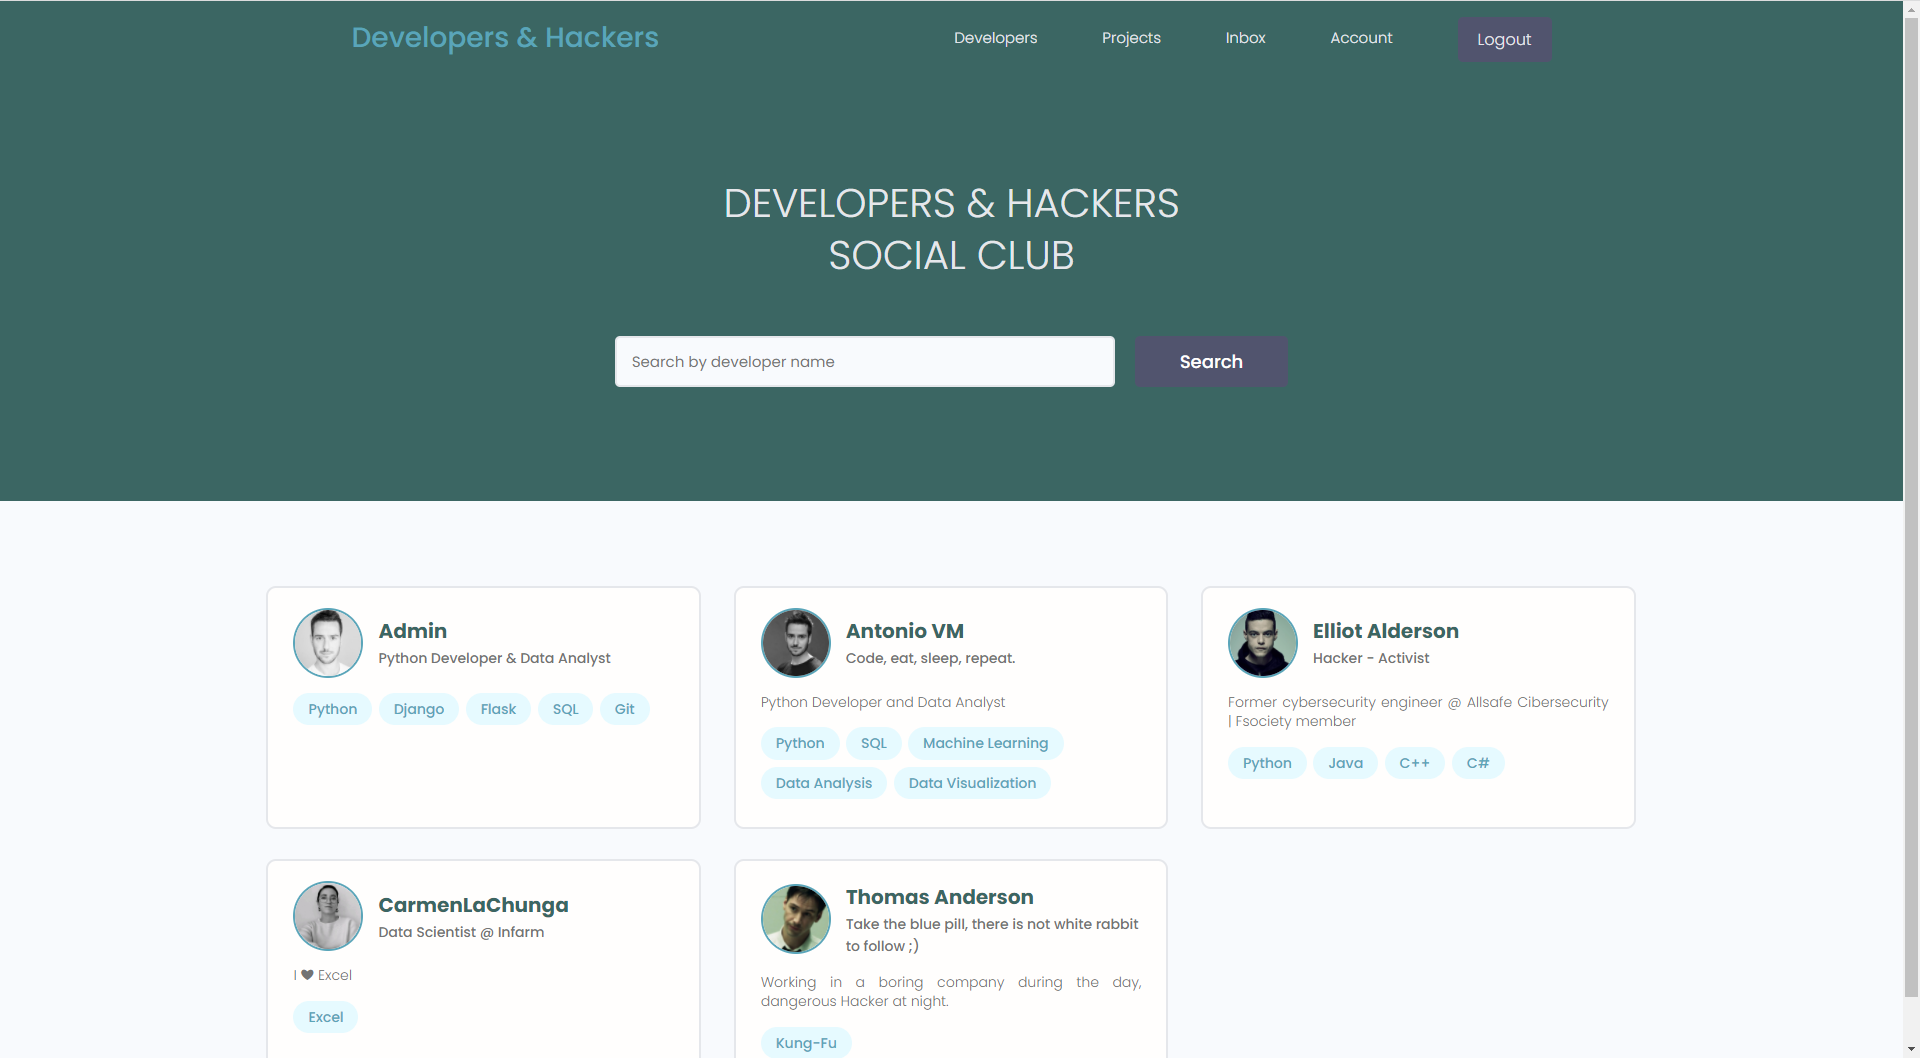 Developers & Hackers
Developers
Projects
Inbox
Account
Logout
DEVELOPERS & HACKERS
SOCIAL CLUB
Search by developer name
Search
Admin
Python Developer & Data Analyst
Python
Django
Flask
SQL
Git
Antonio VM
Code, eat, sleep, repeat.
Python Developer and Data Analyst
Python
SQL
Machine Learning
Data Analysis
Data Visualization
Elliot Alderson
Hacker - Activist
Former cybersecurity engineer @ Allsafe Cibersecurity
| Fsociety member
Python
Java
C++
C#
CarmenLaChunga
Data Scientist @ Infarm
I ♥ Excel
Excel
Thomas Anderson
Take the blue pill, there is not white rabbit
to follow ;)
Working in a boring company during the day,
dangerous Hacker at night.
Kung-Fu